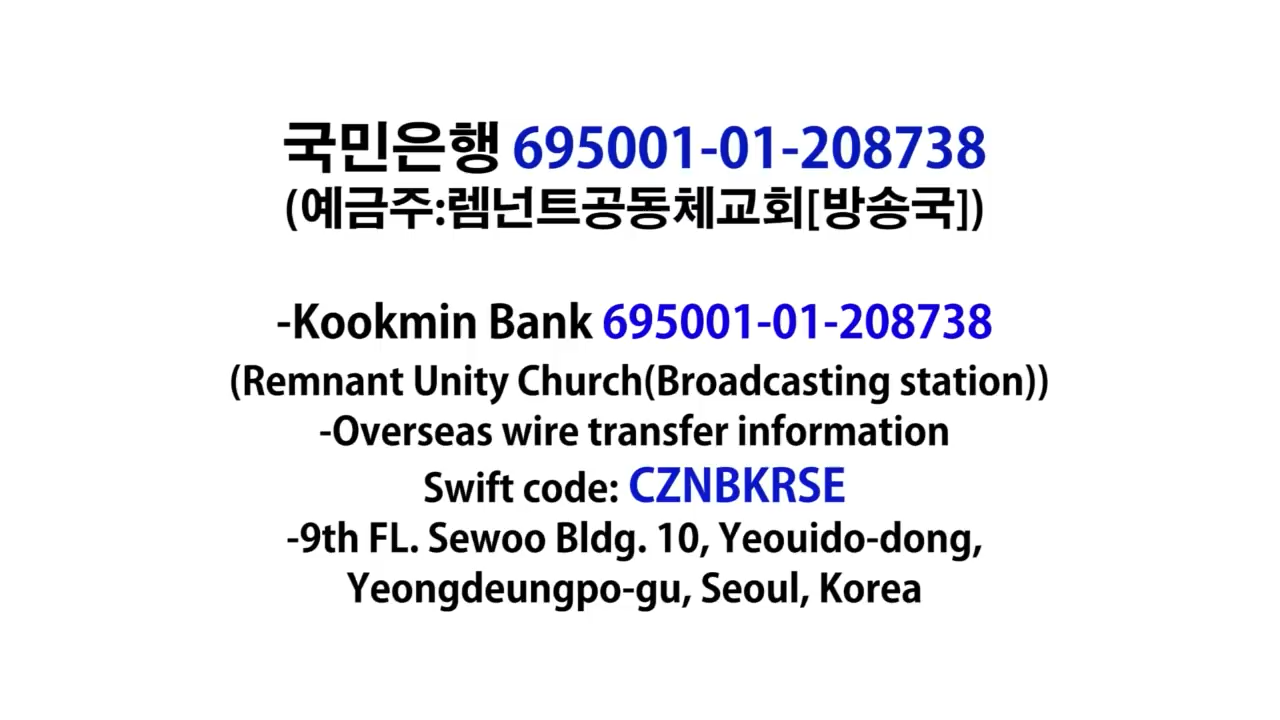 국민은행 695001-01-208738
(예금주:렘넌트공동체교회[방송국])
-Kookmin Bank 695001-01-208738
(Remnant Unity Church(Broadcasting station))
-Overseas wire transfer information
Swift code: CZNBKRSE
-9th FL. Sewoo Bldg. 10, Yeouido-dong,
Yeongdeungpo-gu, Seoul, Korea